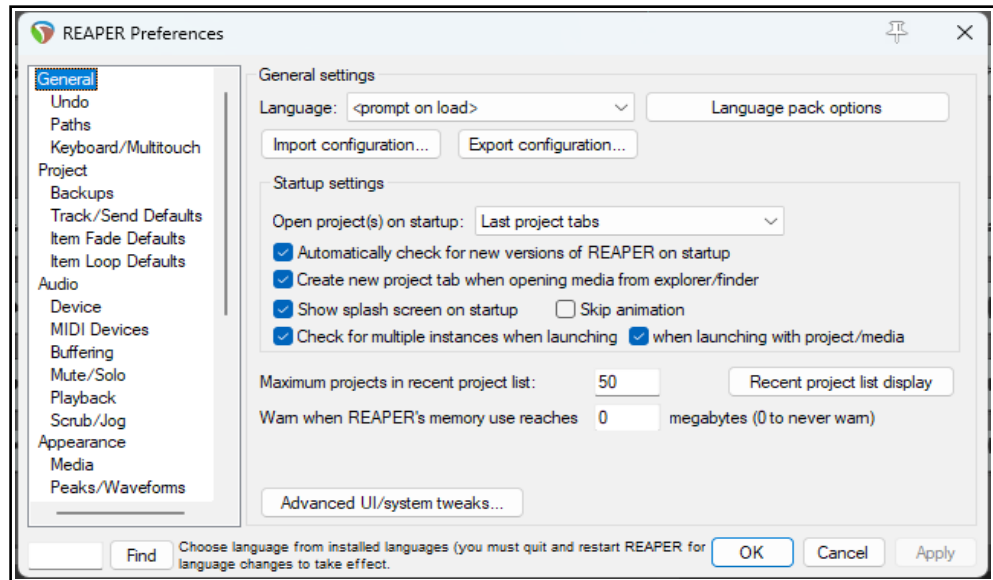 REAPER Preferences
General
Undo
Paths
Keyboard/Multitouch
Project
Backups
Track/Send Defaults
Item Fade Defaults
Item Loop Defaults
Audio
Device
MIDI Devices
Buffering
Mute/Solo
Playback
Scrub/Jog
Appearance
Media
Peaks/Waveforms
General settings
Language: <prompt on load> Language pack options
Import configuration... Export configuration...
Startup settings
Open project(s) on startup: Last project tabs
Automatically check for new versions of REAPER on startup
Create new project tab when opening media from explorer/finder
Show splash screen on startup Skip animation
Check for multiple instances when launching when launching with project/media
Maximum projects in recent project list: 50 Recent project list display
Warn when REAPER's memory use reaches 0 megabytes (0 to never warn)
Advanced UI/system tweaks...
Find
Choose language from installed languages (you must quit and restart REAPER for
language changes to take effect.
OK Cancel Apply